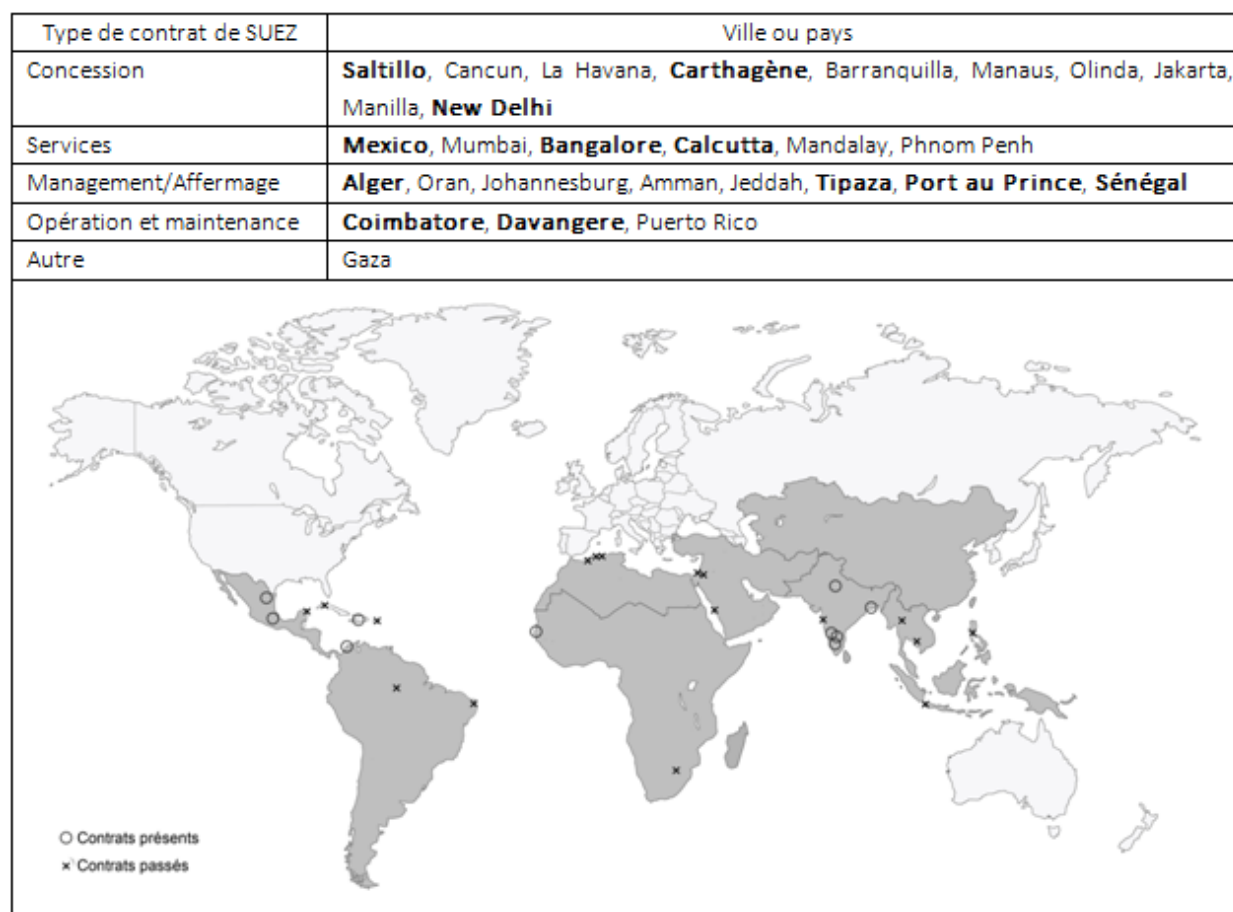 Type de contrat de SUEZ
Ville ou pays
Concession
Saltillo, Cancun, La Havana, Carthagène, Barranquilla, Manaus, Olinda, Jakarta,
Manilla, New Delhi
Services
Mexico, Mumbai, Bangalore, Calcutta, Mandalay, Phnom Penh
Management/Affermage
Alger, Oran, Johannesburg, Amman, Jeddah, Tipaza, Port au Prince, Sénégal
Opération et maintenance
Coimbatore, Davangere, Puerto Rico
Autre
Gaza
Contrats présents
Contrats passés